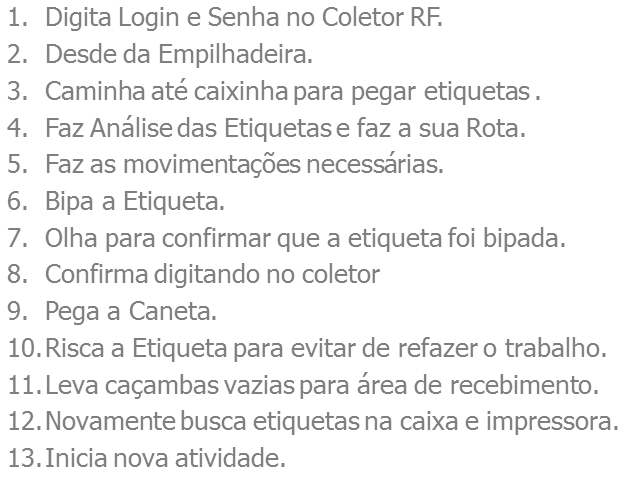 1. Digita Login e Senha no Coletor RF.
2. Desde da Empilhadeira.
3. Caminha até caixinha para pegar etiquetas .
4. Faz Análise das Etiquetas e faz a sua Rota.
5. Faz as movimentações necessárias.
6. Bipa a Etiqueta.
7. Olha para confirmar que a etiqueta foi bipada.
8. Confirma digitando no coletor
9. Pega a Caneta.
10. Risca a Etiqueta para evitar de refazer o trabalho.
11. Leva caçambas vazias para área de recebimento.
12. Novamente busca etiquetas na caixa e impressora.
13. Inicia nova atividade.